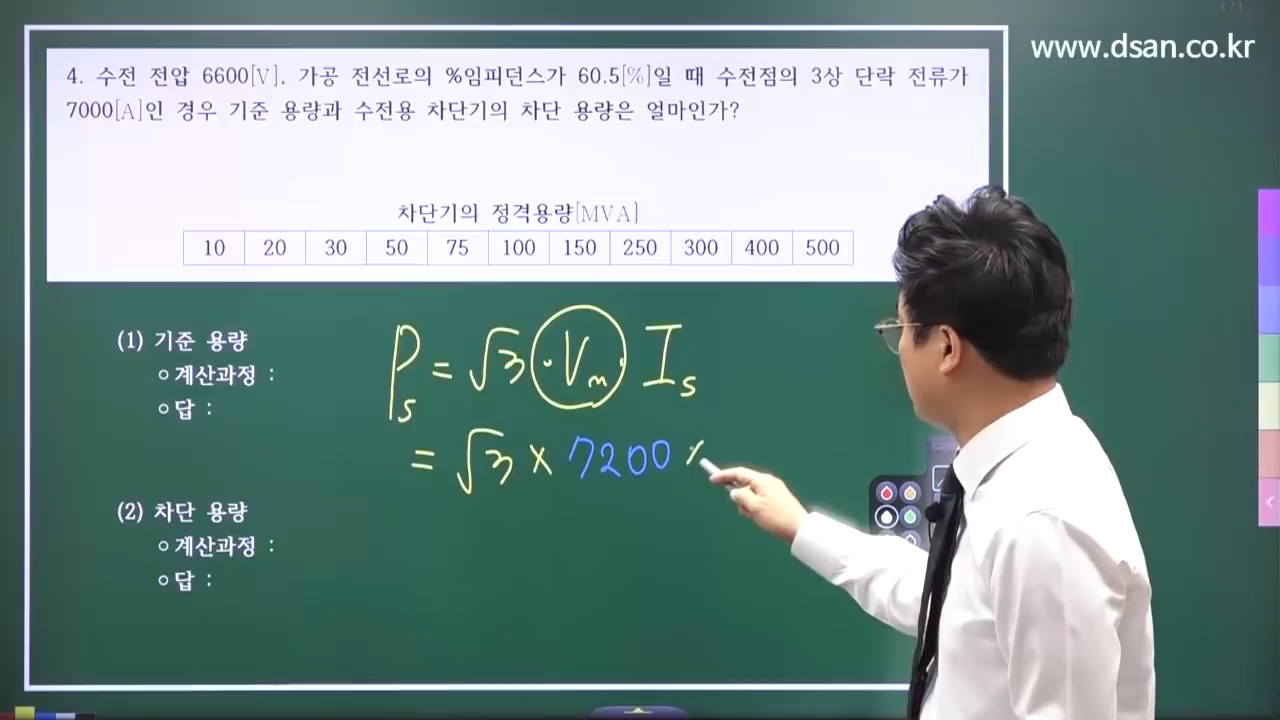 www.dsan.co.kr
4. 수전 전압 6600[V], 가공 전선로의 %임피던스가 60.5[%]일 때 수전점의 3상 단락 전류가
7000[A]인 경우 기준 용량과 수전용 차단기의 차단 용량은 얼마인가?
차단기의 정격용량[MVA]
10 20 30 50 75 100 150 250 300 400 500
(1) 기준 용량
○계산과정 :
○답 :
P_s = √3 · V_n · I_s
= √3 × 7200 ×
(2) 차단 용량
○계산과정 :
○답 :